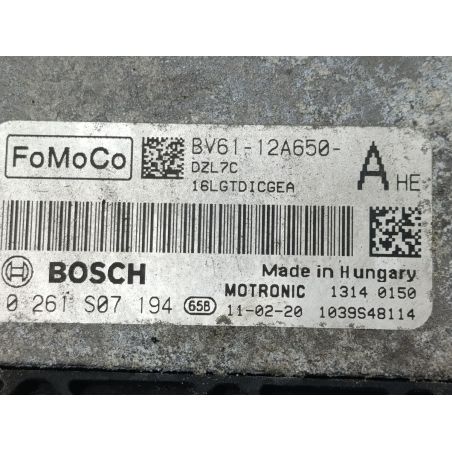 FoMoCo
BV61-12A650-
A HE
DZL7C
16LGTDICGEA
BOSCH
Made in Hungary
MOTRONIC 1314 0150
0 261 S07 194 65B 11-02-20 1039S48114